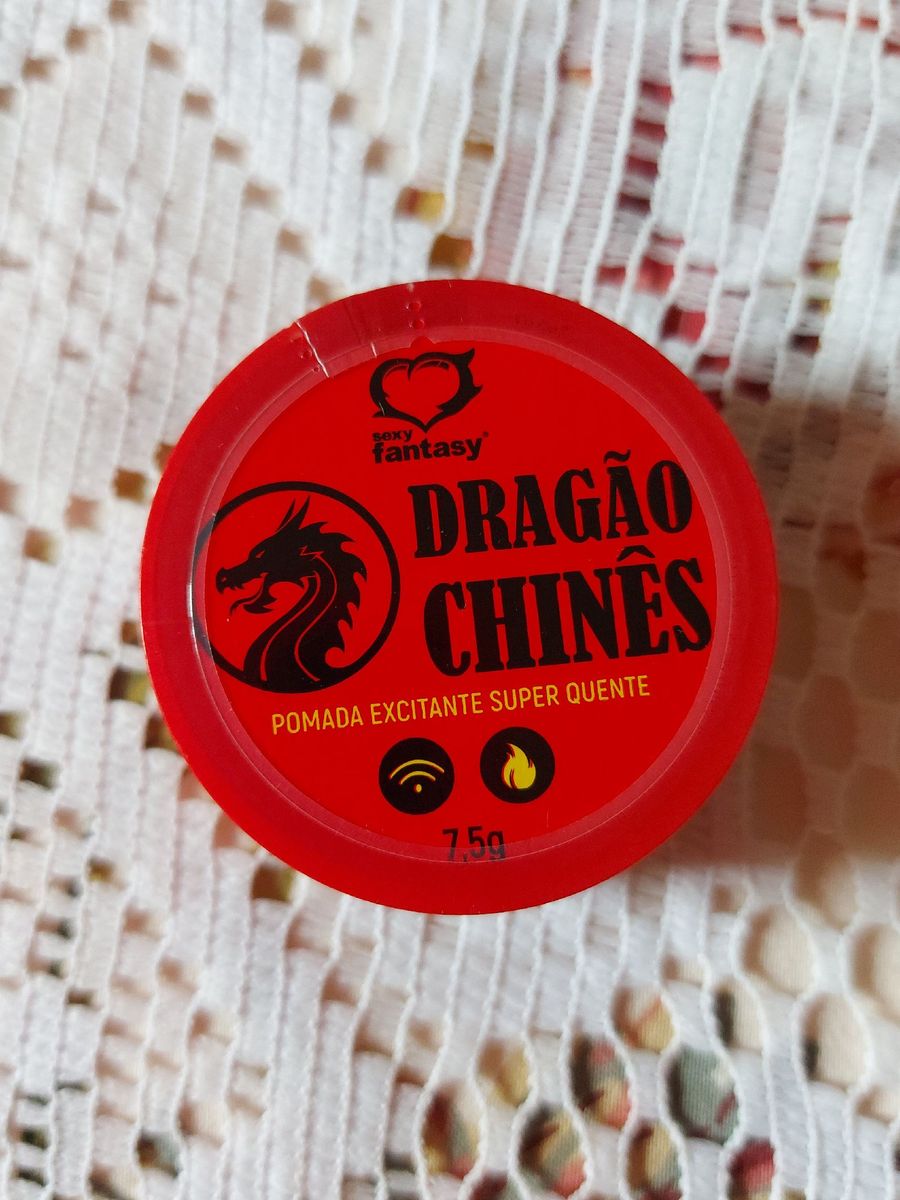 sexy
fantasy®
DRAGÃO
CHINÊS
POMADA EXCITANTE SUPER QUENTE
7,5g